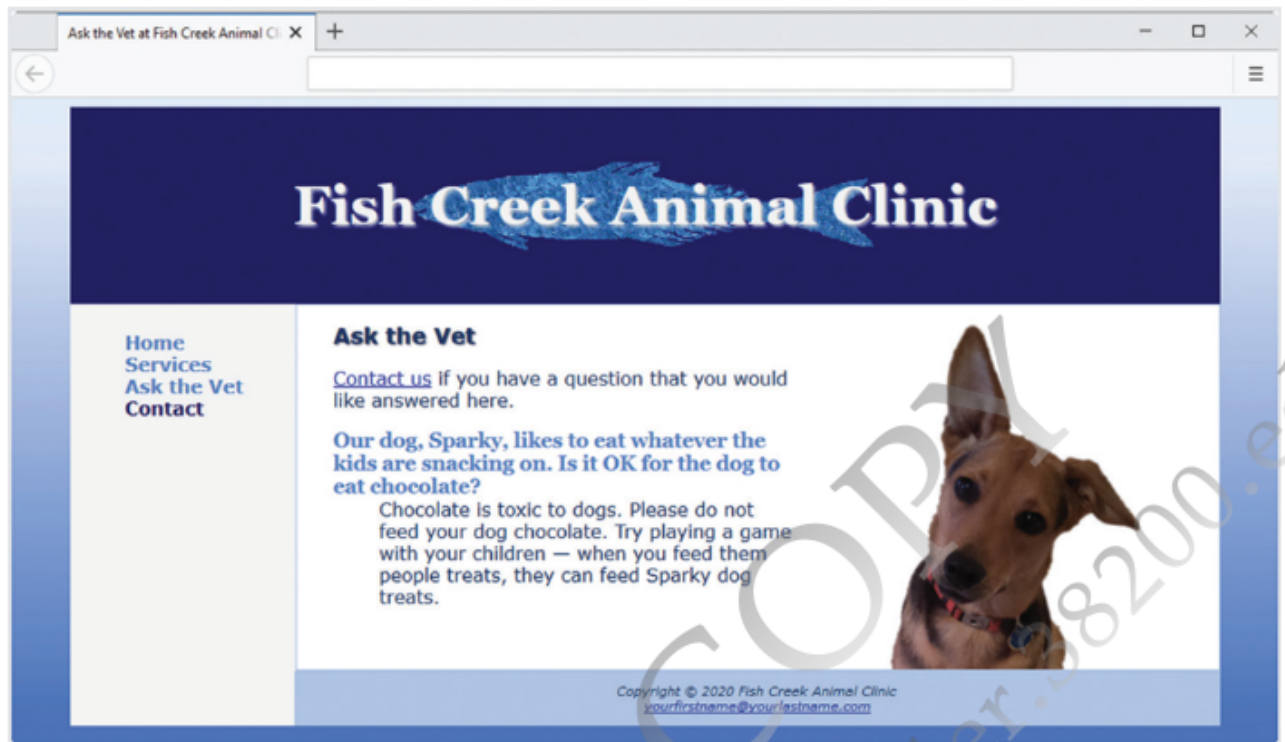 Ask the Vet at Fish Creek Animal Cli
Fish Creek Animal Clinic
Home
Services
Ask the Vet
Contact
Ask the Vet
Contact us if you have a question that you would
like answered here.
Our dog, Sparky, likes to eat whatever the
kids are snacking on. Is it OK for the dog to
eat chocolate?
Chocolate is toxic to dogs. Please do not
feed your dog chocolate. Try playing a game
with your children — when you feed them
people treats, they can feed Sparky dog
treats.
Copyright © 2020 Fish Creek Animal Clinic
yourfirstname@yourlastname.com
COPY
er.38200.e